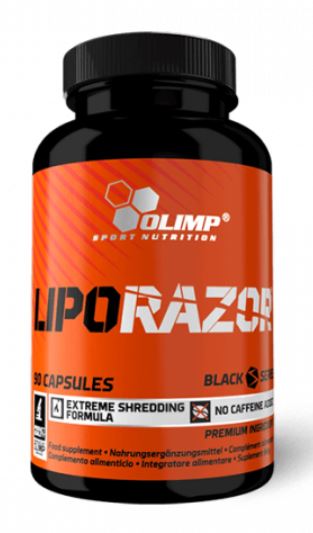 OLIMP®
SPORT NUTRITION
LIPORAZOR
90 CAPSULES
BLACK
EXTREME SHREDDING
FORMULA
NO CAFFEINE
PREMIUM
Food supplement • Nahrungsergänzungsmittel •
Complemento alimenticio • Integratore alimentare •